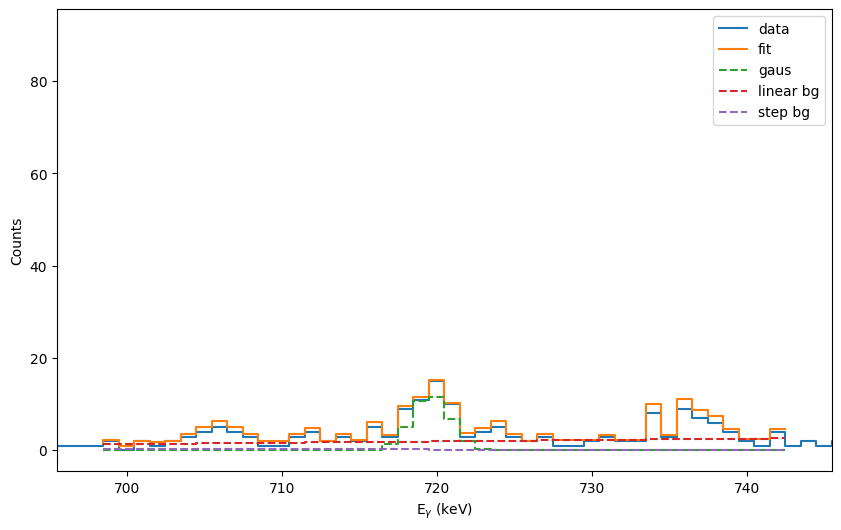 data
fit
gaus
linear bg
step bg
80
60
40
20
0
Counts
700
710
720
730
740
Eγ (keV)